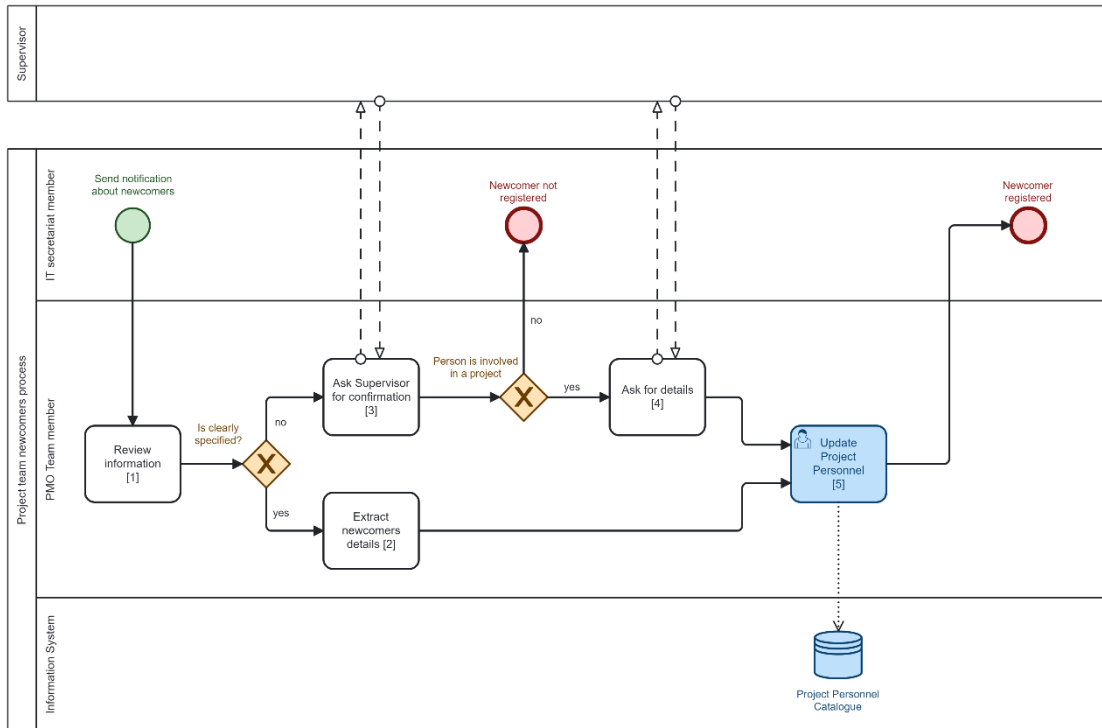 Supervisor
Project team newcomers process
IT secretariat member
Send notification
about newcomers
Newcomer not
registered
Newcomer
registered
PMO Team member
Review
information
[1]
Is clearly
specified?
no
yes
Ask Supervisor
for confirmation
[3]
Extract
newcomers
details [2]
Person is involved
in a project
no
yes
Ask for details
[4]
Update
Project
Personnel
[5]
Information System
Project Personnel
Catalogue